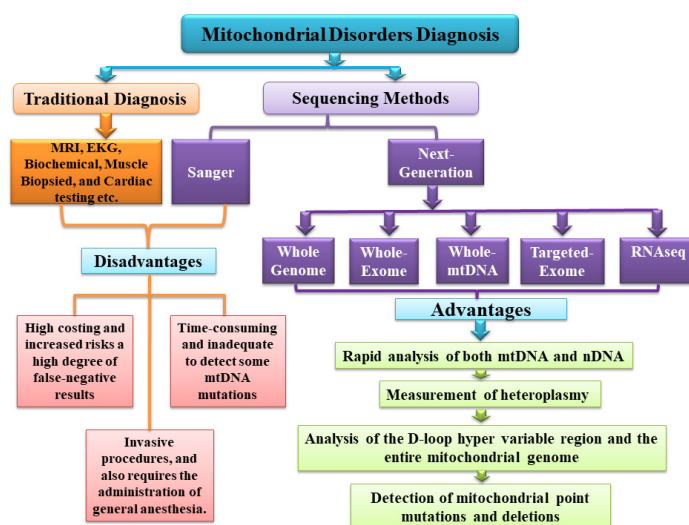 Mitochondrial Disorders Diagnosis
Traditional Diagnosis
Sequencing Methods
MRI, EKG,
Biochemical, Muscle
Biopsied, and Cardiac
testing etc.
Sanger
Next-
Generation
Whole
Genome
Whole-
Exome
Whole-
mtDNA
Targeted-
Exome
RNAseq
Disadvantages
Advantages
High costing and
increased risks a
high degree of
false-negative
results
Time-consuming
and inadequate
to detect some
mtDNA
mutations
Invasive
procedures, and
also requires the
administration of
general anesthesia.
Rapid analysis of both mtDNA and nDNA
Measurement of heteroplasmy
Analysis of the D-loop hyper variable region and the
entire mitochondrial genome
Detection of mitochondrial point
mutations and deletions